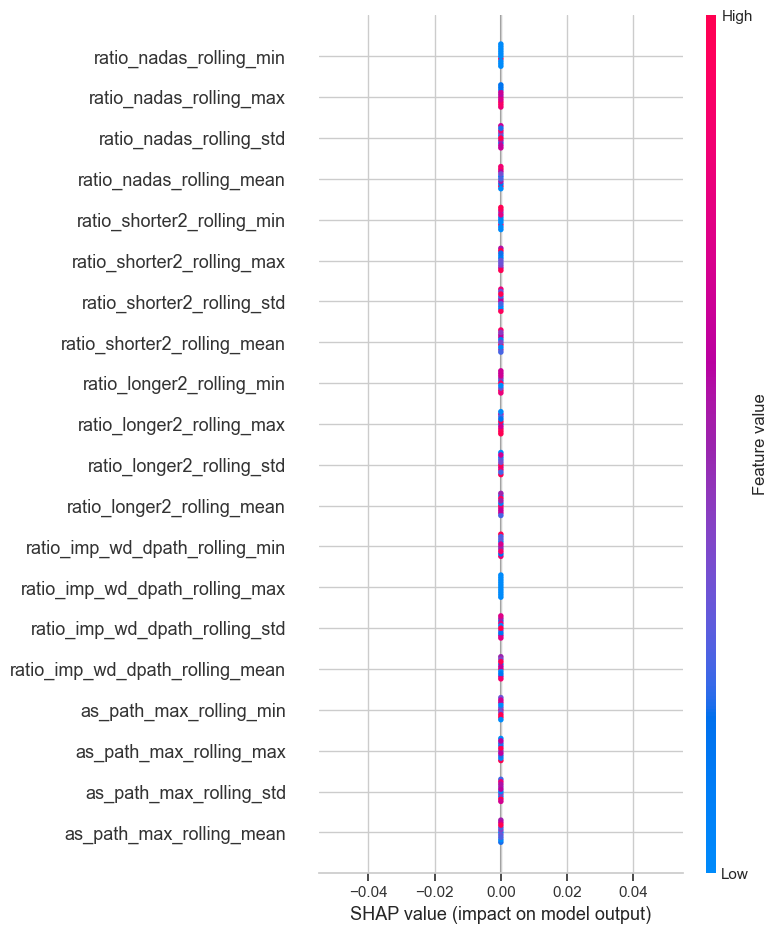 High
ratio_nadas_rolling_min
ratio_nadas_rolling_max
ratio_nadas_rolling_std
ratio_nadas_rolling_mean
ratio_shorter2_rolling_min
ratio_shorter2_rolling_max
ratio_shorter2_rolling_std
ratio_shorter2_rolling_mean
ratio_longer2_rolling_min
ratio_longer2_rolling_max
ratio_longer2_rolling_std
ratio_longer2_rolling_mean
ratio_imp_wd_dpath_rolling_min
ratio_imp_wd_dpath_rolling_max
ratio_imp_wd_dpath_rolling_std
ratio_imp_wd_dpath_rolling_mean
as_path_max_rolling_min
as_path_max_rolling_max
as_path_max_rolling_std
as_path_max_rolling_mean
Feature value
Low
−0.04 −0.02 0.00 0.02 0.04
SHAP value (impact on model output)